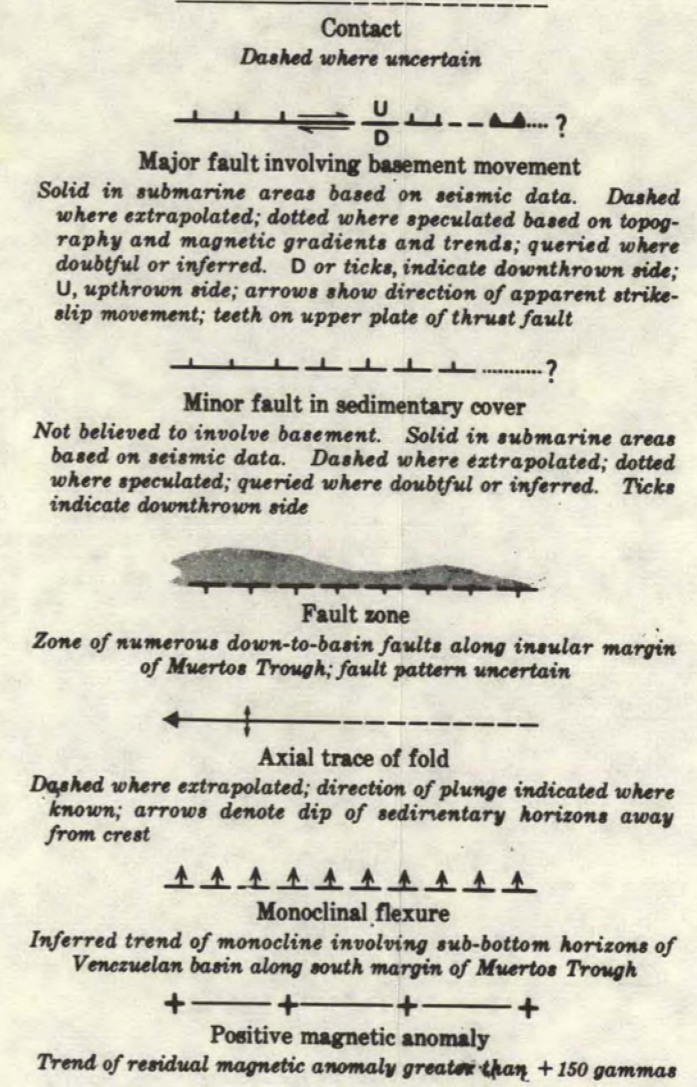 Contact
Dashed where uncertain
U
D
?
Major fault involving basement movement
Solid in submarine areas based on seismic data. Dashed
where extrapolated; dotted where speculated based on topog-
raphy and magnetic gradients and trends; queried where
doubtful or inferred. D or ticks, indicate downthrown side;
U, upthrown side; arrows show direction of apparent strike-
slip movement; teeth on upper plate of thrust fault
?
Minor fault in sedimentary cover
Not believed to involve basement. Solid in submarine areas
based on seismic data. Dashed where extrapolated; dotted
where speculated; queried where doubtful or inferred. Ticks
indicate downthrown side
Fault zone
Zone of numerous down-to-basin faults along insular margin
of Muertos Trough; fault pattern uncertain
Axial trace of fold
Dashed where extrapolated; direction of plunge indicated where
known; arrows denote dip of sedimentary horizons away
from crest
Monoclinal flexure
Inferred trend of monocline involving sub-bottom horizons of
Venezuelan basin along south margin of Muertos Trough
Positive magnetic anomaly
Trend of residual magnetic anomaly greater than + 150 gammas